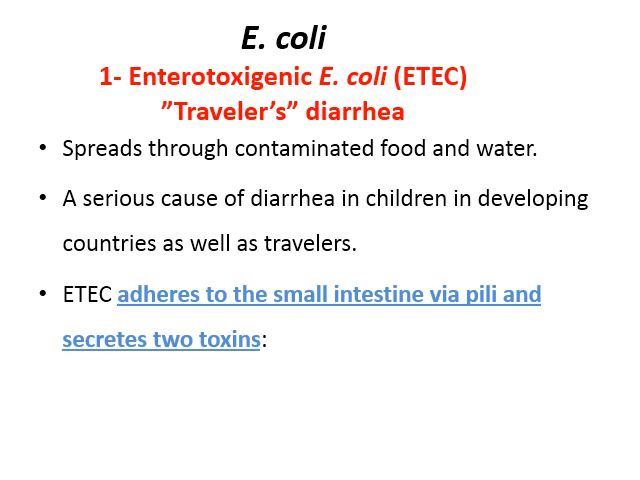 E. coli
1- Enterotoxigenic E. coli (ETEC)
”Traveler’s” diarrhea
• Spreads through contaminated food and water.
• A serious cause of diarrhea in children in developing
countries as well as travelers.
• ETEC adheres to the small intestine via pili and
secretes two toxins: